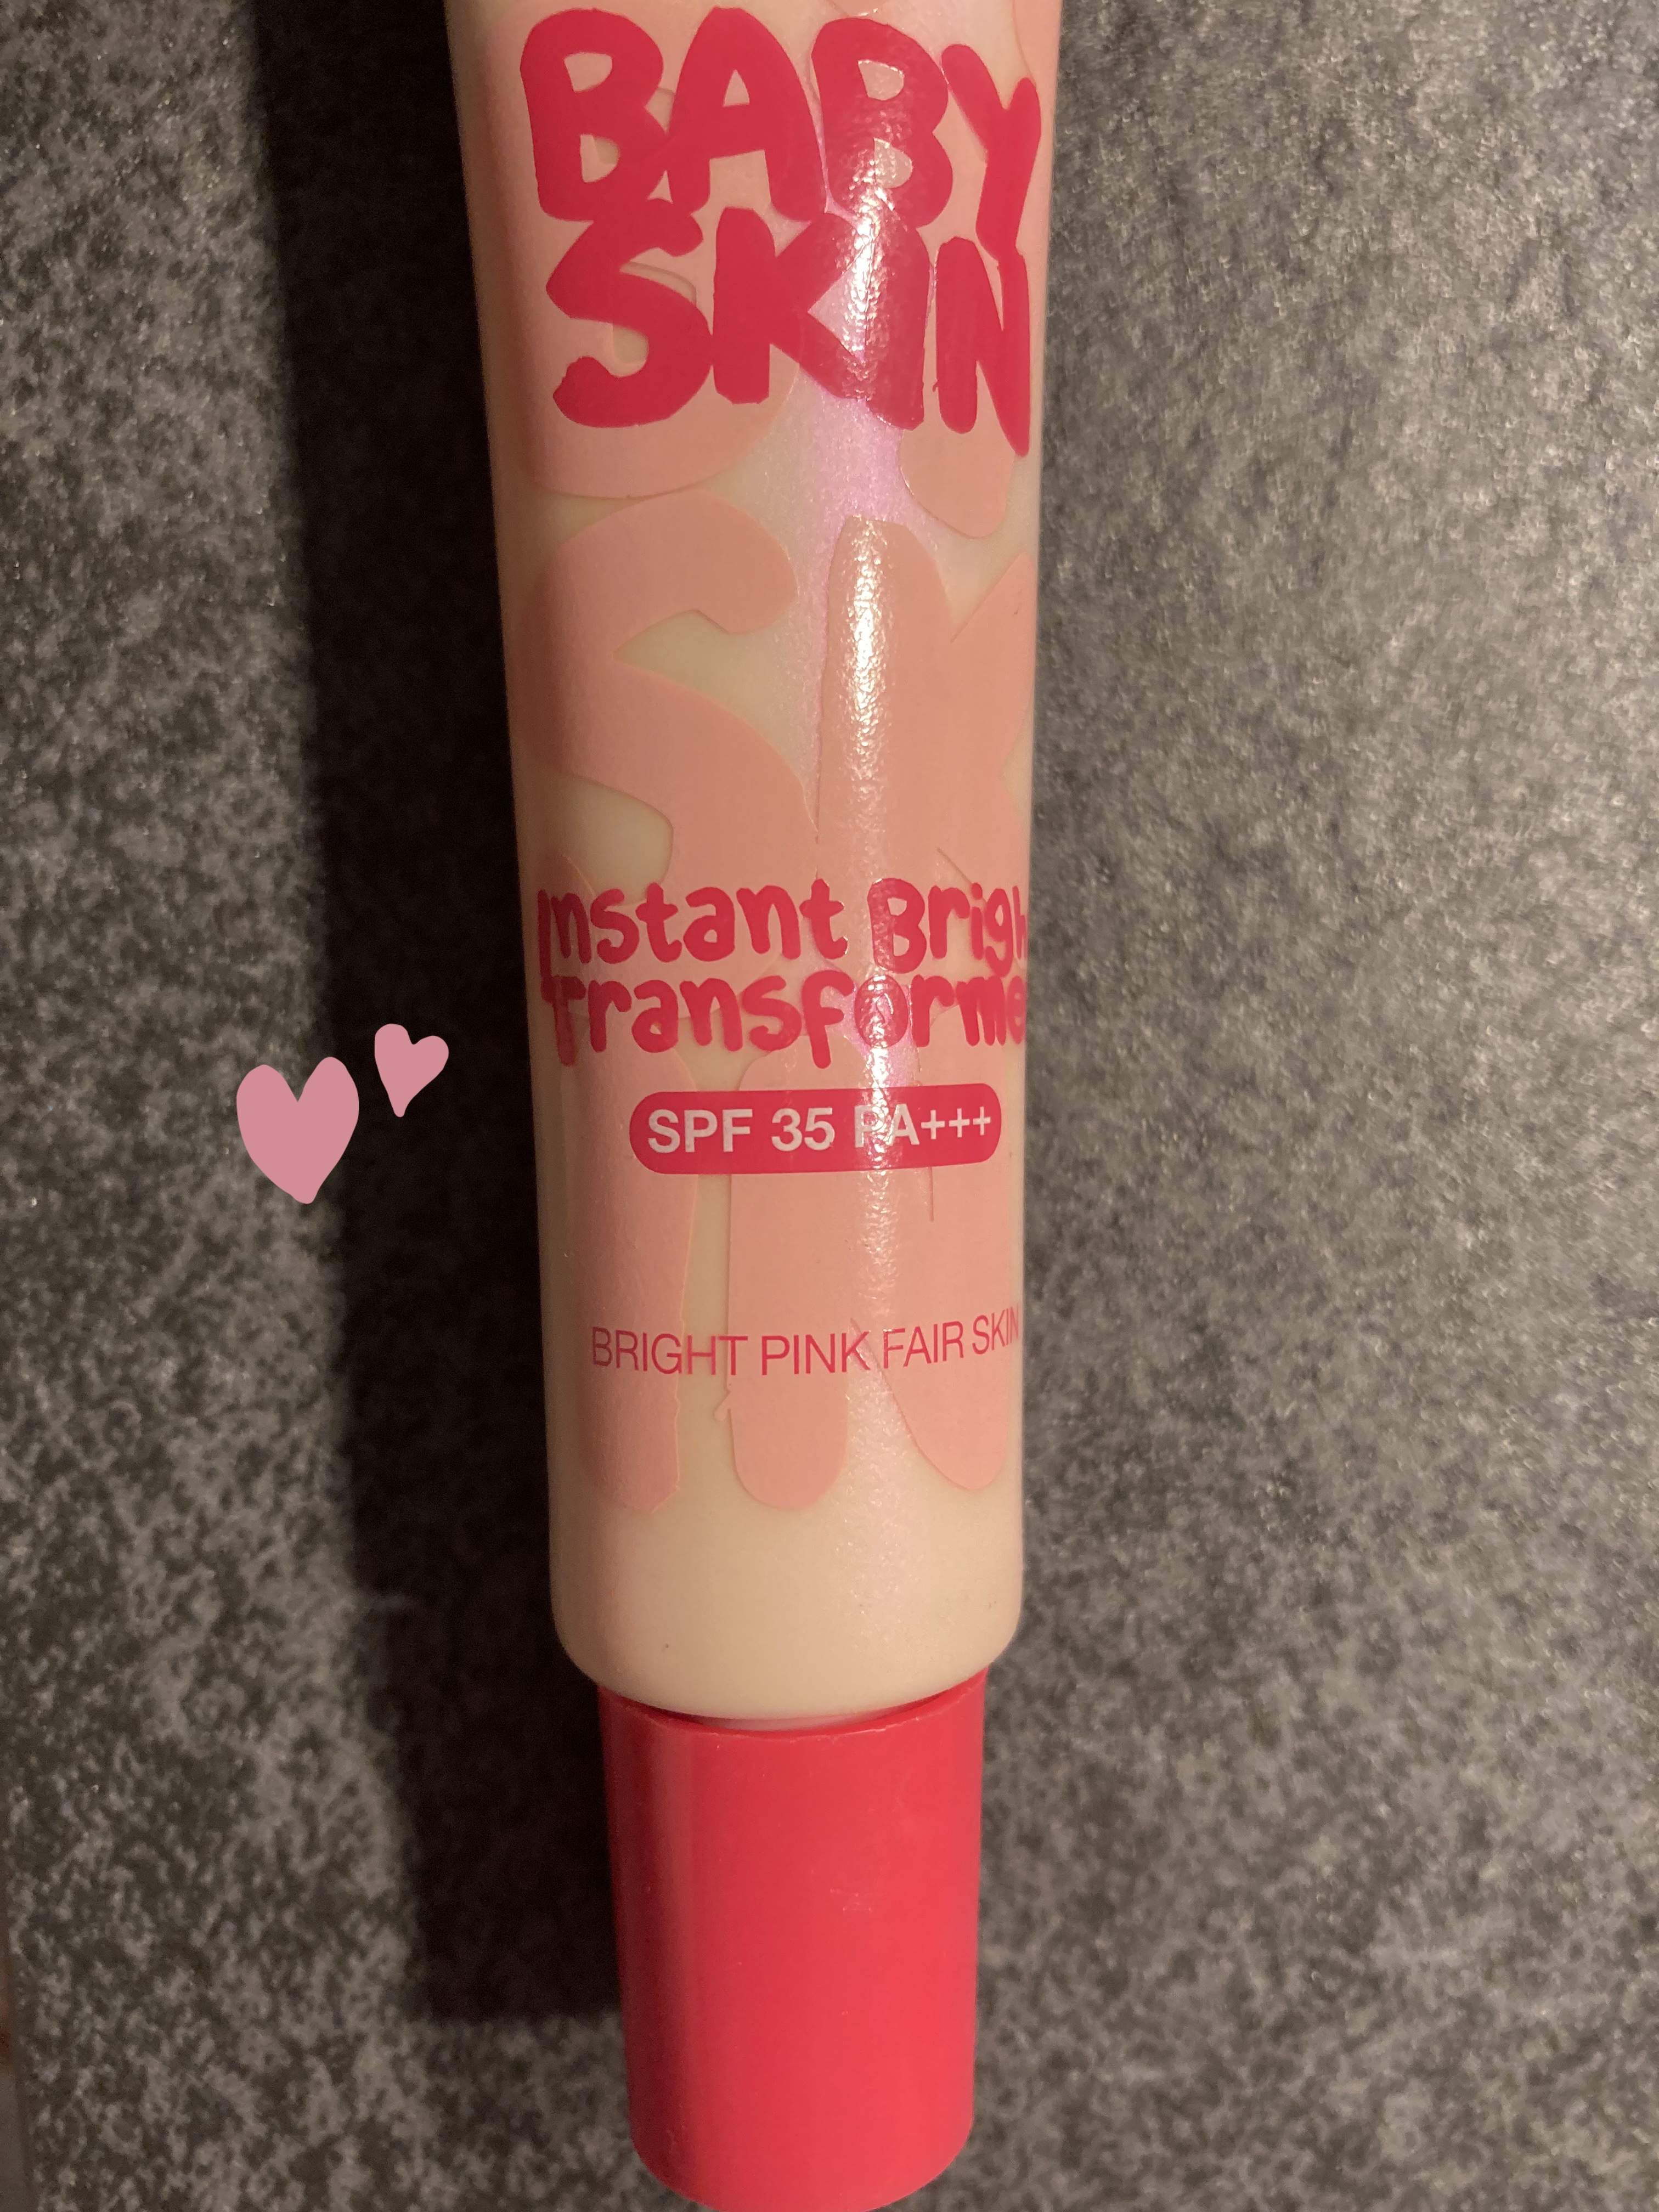 BABY
SKIN
Instant Brigh
Transforme
SPF 35 PA+++
BRIGHT PINK FAIR SKIN